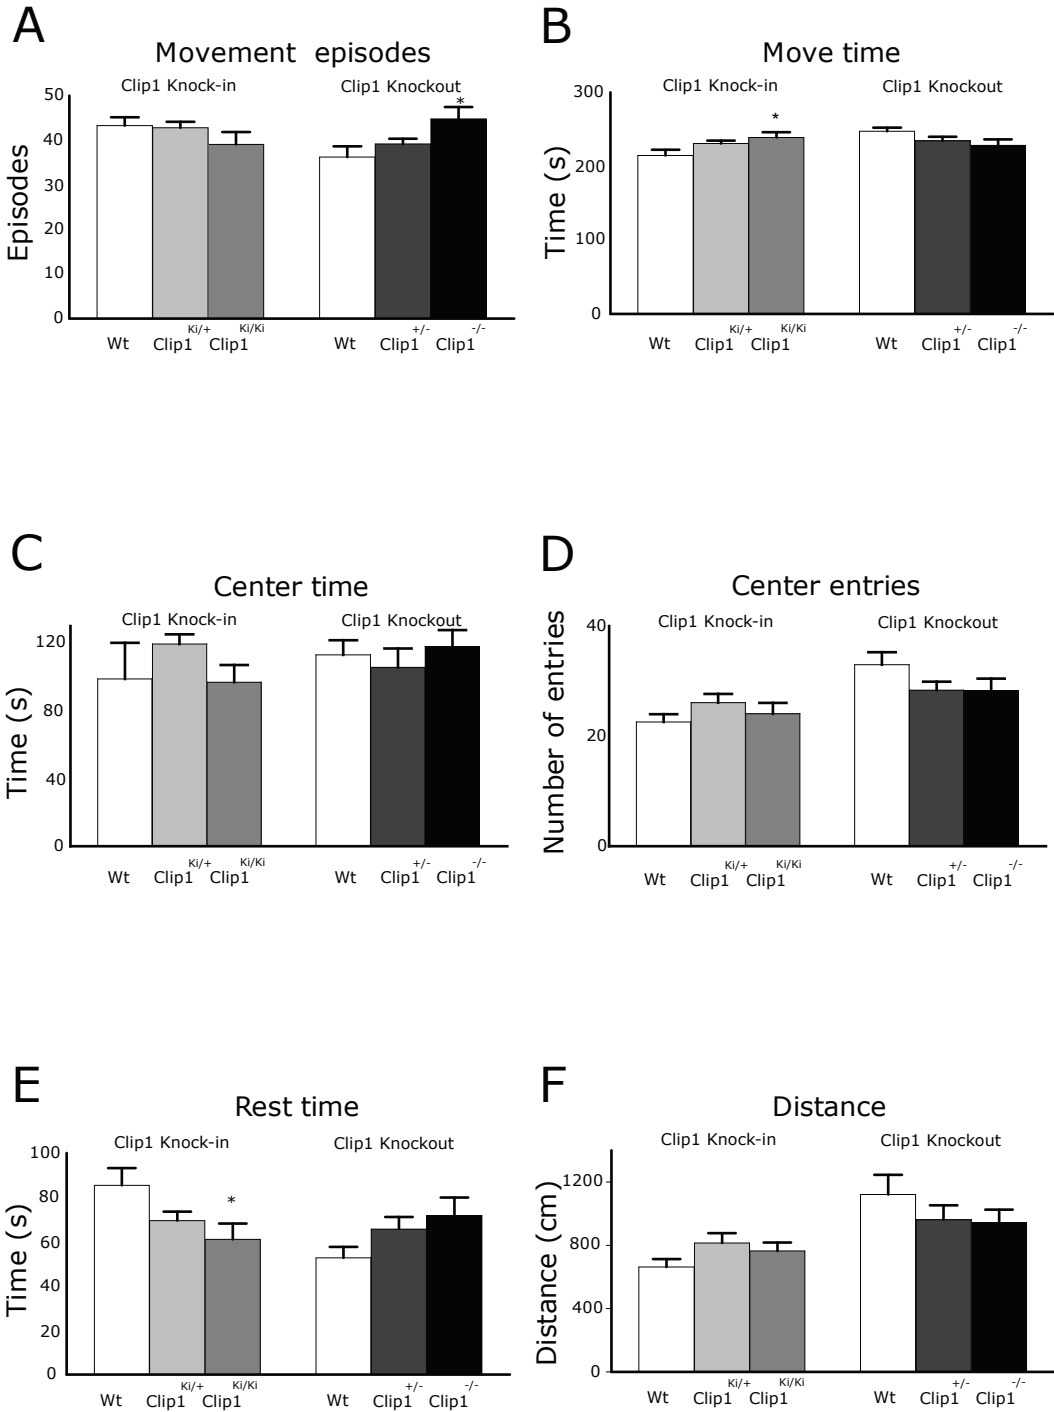 A
Movement episodes
Clip1 Knock-in Clip1 Knockout
Episodes
50
40
30
20
10
0
*
Wt Clip1 Ki/+ Clip1 Ki/Ki Wt Clip1 +/- Clip1 -/-
B
Move time
Clip1 Knock-in Clip1 Knockout
Time (s)
300
200
100
0
*
Wt Clip1 Ki/+ Clip1 Ki/Ki Wt Clip1 +/- Clip1 -/-
C
Center time
Clip1 Knock-in Clip1 Knockout
Time (s)
120
80
40
0
Wt Clip1 Ki/+ Clip1 Ki/Ki Wt Clip1 +/- Clip1 -/-
D
Center entries
Clip1 Knock-in Clip1 Knockout
Number of entries
40
20
0
Wt Clip1 Ki/+ Clip1 Ki/Ki Wt Clip1 +/- Clip1 -/-
E
Rest time
Clip1 Knock-in Clip1 Knockout
Time (s)
100
80
60
40
20
0
*
Wt Clip1 Ki/+ Clip1 Ki/Ki Wt Clip1 +/- Clip1 -/-
F
Distance
Clip1 Knock-in Clip1 Knockout
Distance (cm)
1200
800
400
0
Wt Clip1 Ki/+ Clip1 Ki/Ki Wt Clip1 +/- Clip1 -/-